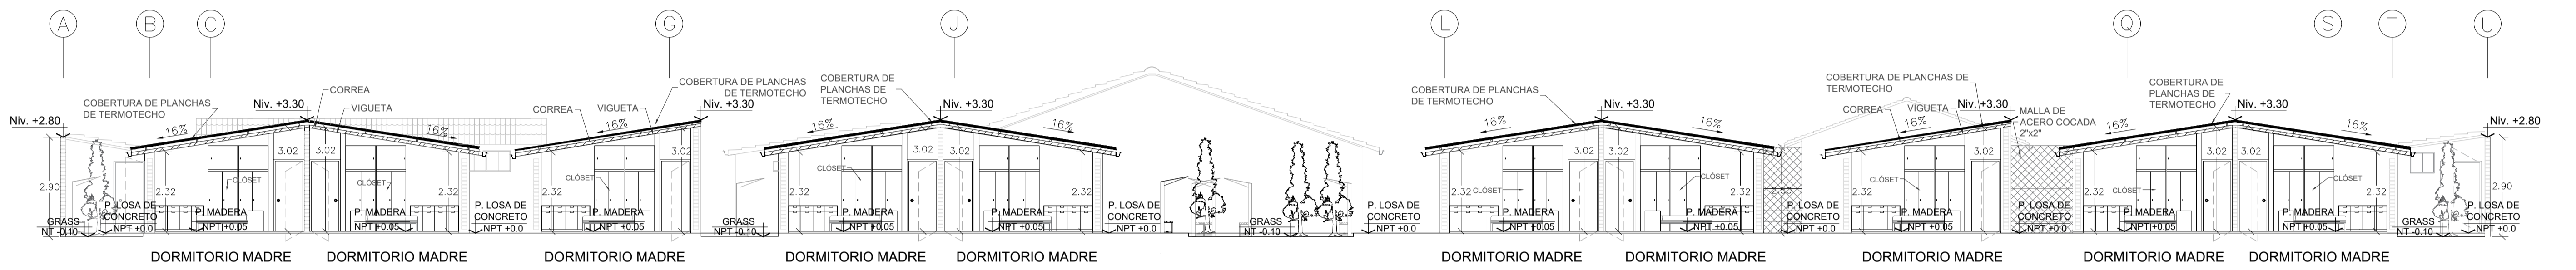 A B C G J L Q S T U
COBERTURA DE PLANCHAS
DE TERMOTECHO
Niv. +3.30
CORREA
VIGUETA
CORREA
VIGUETA
COBERTURA DE PLANCHAS
DE TERMOTECHO
Niv. +3.30
COBERTURA DE
PLANCHAS DE
TERMOTECHO
Niv. +3.30
COBERTURA DE PLANCHAS
DE TERMOTECHO
Niv. +3.30
COBERTURA DE PLANCHAS DE
TERMOTECHO
CORREA
VIGUETA
Niv. +3.30
MALLA DE
ACERO COCADA
2"x2"
COBERTURA DE
PLANCHAS DE
TERMOTECHO
Niv. +3.30
Niv. +2.80
Niv. +2.80
16% 16% 16% 16% 16% 16% 16% 16% 16% 16%
3.02 3.02 3.02 3.02 3.02 3.02 3.02 3.02 3.02 3.02
CLÓSET CLÓSET CLÓSET CLÓSET CLÓSET CLÓSET CLÓSET CLÓSET CLÓSET CLÓSET
2.90 2.32 2.32 2.32 2.32 2.32 2.32 2.32 2.50 2.32 2.32 2.32 2.90
GRASS
NT -0.10
P. LOSA DE
CONCRETO
NPT +0.0
P. MADERA
NPT +0.05
P. MADERA
NPT +0.05
P. LOSA DE
CONCRETO
NPT +0.0
P. MADERA
NPT +0.05
GRASS
NT -0.10
P. MADERA
NPT +0.05
P. MADERA
NPT +0.05
P. LOSA DE
CONCRETO
NPT +0.0
GRASS
NT -0.10
P. LOSA DE
CONCRETO
NPT +0.0
P. MADERA
NPT +0.05
P. MADERA
NPT +0.05
P. LOSA DE
CONCRETO
NPT +0.0
P. MADERA
NPT +0.05
P. LOSA DE
CONCRETO
NPT +0.0
P. MADERA
NPT +0.05
P. MADERA
NPT +0.05
GRASS
NT -0.10
P. LOSA DE
CONCRETO
NPT +0.0
DORMITORIO MADRE DORMITORIO MADRE DORMITORIO MADRE DORMITORIO MADRE DORMITORIO MADRE DORMITORIO MADRE DORMITORIO MADRE DORMITORIO MADRE DORMITORIO MADRE DORMITORIO MADRE